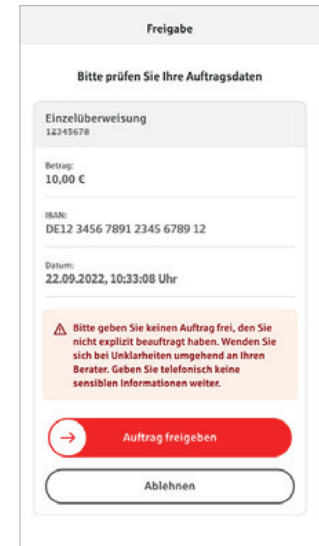 Freigabe
Bitte prüfen Sie Ihre Auftragsdaten
Einzelüberweisung
12345678
Betrag:
10,00 €
IBAN:
DE12 3456 7891 2345 6789 12
Datum:
22.09.2022, 10:33:08 Uhr
Bitte geben Sie keinen Auftrag frei, den Sie
nicht explizit beauftragt haben. Wenden Sie
sich bei Unklarheiten umgehend an Ihren
Berater. Geben Sie telefonisch keine
sensiblen Informationen weiter.
Auftrag freigeben
Ablehnen